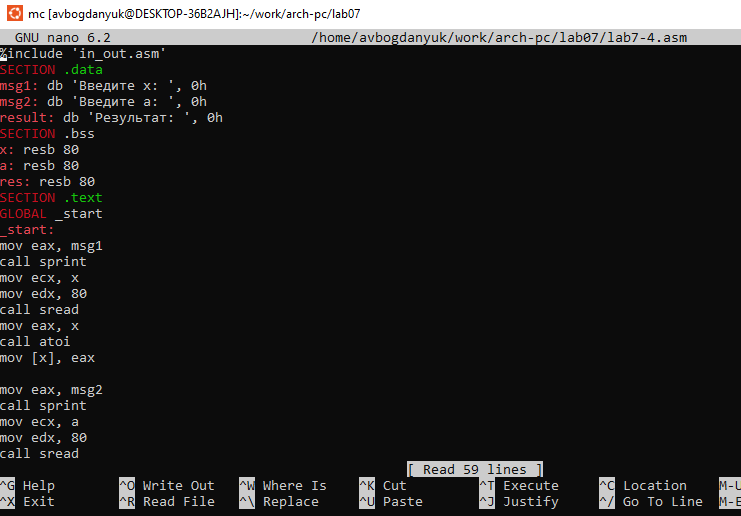 mc [avbogdanyuk@DESKTOP-36B2AJH]:~/work/arch-pc/lab07
GNU nano 6.2 /home/avbogdanyuk/work/arch-pc/lab07/lab7-4.asm
%include 'in_out.asm'
SECTION .data
msg1: db 'Введите x: ', 0h
msg2: db 'Введите a: ', 0h
result: db 'Результат: ', 0h
SECTION .bss
x: resb 80
a: resb 80
res: resb 80
SECTION .text
GLOBAL _start
_start:
mov eax, msg1
call sprint
mov ecx, x
mov edx, 80
call sread
mov eax, x
call atoi
mov [x], eax
mov eax, msg2
call sprint
mov ecx, a
mov edx, 80
call sread
[ Read 59 lines ]
^G Help ^O Write Out ^W Where Is ^K Cut ^T Execute ^C Location M-U
^X Exit ^R Read File ^\ Replace ^U Paste ^J Justify ^/ Go To Line M-E